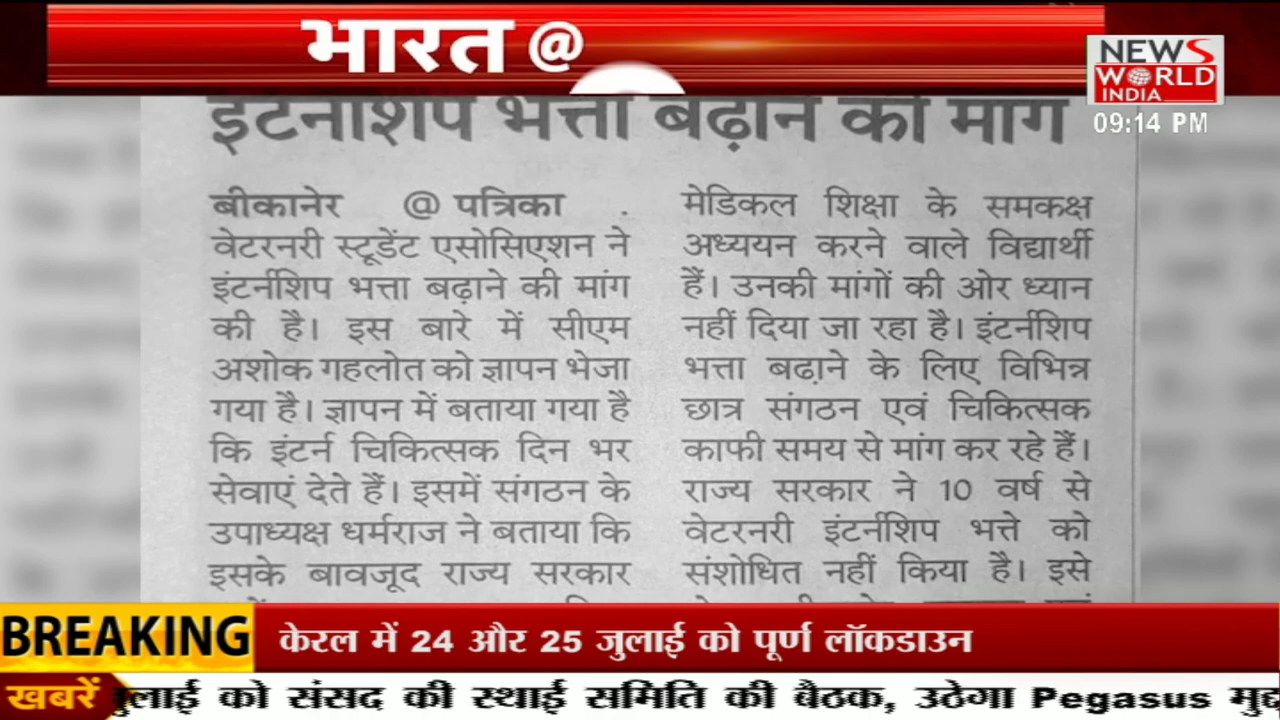 भारत @
NEWS
WORLD
INDIA
09:14 PM
इंटर्नशिप भत्ता बढ़ाने की मांग
बीकानेर @ पत्रिका .
वेटरनरी स्टूडेंट एसोसिएशन ने
इंटर्नशिप भत्ता बढ़ाने की मांग
की है। इस बारे में सीएम
अशोक गहलोत को ज्ञापन भेजा
गया है। ज्ञापन में बताया गया है
कि इंटर्न चिकित्सक दिन भर
सेवाएं देते हैं। इसमें संगठन के
उपाध्यक्ष धर्मराज ने बताया कि
इसके बावजूद राज्य सरकार
मेडिकल शिक्षा के समकक्ष
अध्ययन करने वाले विद्यार्थी
हैं। उनकी मांगों की ओर ध्यान
नहीं दिया जा रहा है। इंटर्नशिप
भत्ता बढ़ाने के लिए विभिन्न
छात्र संगठन एवं चिकित्सक
काफी समय से मांग कर रहे हैं।
राज्य सरकार ने 10 वर्ष से
वेटरनरी इंटर्नशिप भत्ते को
संशोधित नहीं किया है। इसे
BREAKING
केरल में 24 और 25 जुलाई को पूर्ण लॉकडाउन
खबरें
को संसद की स्थाई समिति की बैठक, उठेगा Pegasus